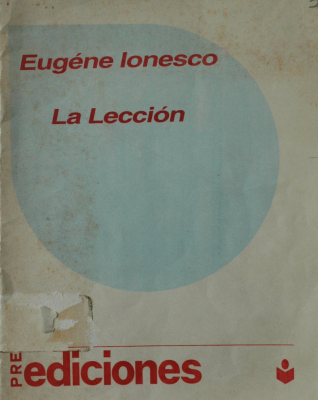 Eugéne Ionesco
La Lección
PRE
ediciones